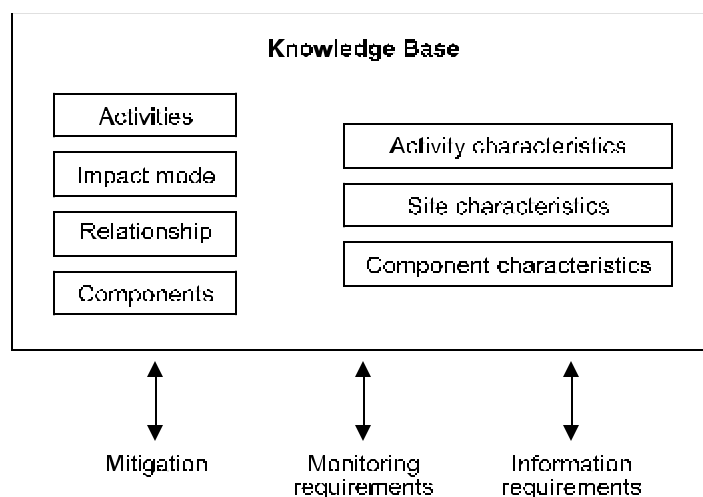 Knowledge Base
Activities
Impact mode
Relationship
Components
Activity characteristics
Site characteristics
Component characteristics
Mitigation
Monitoring
requirements
Information
requirements